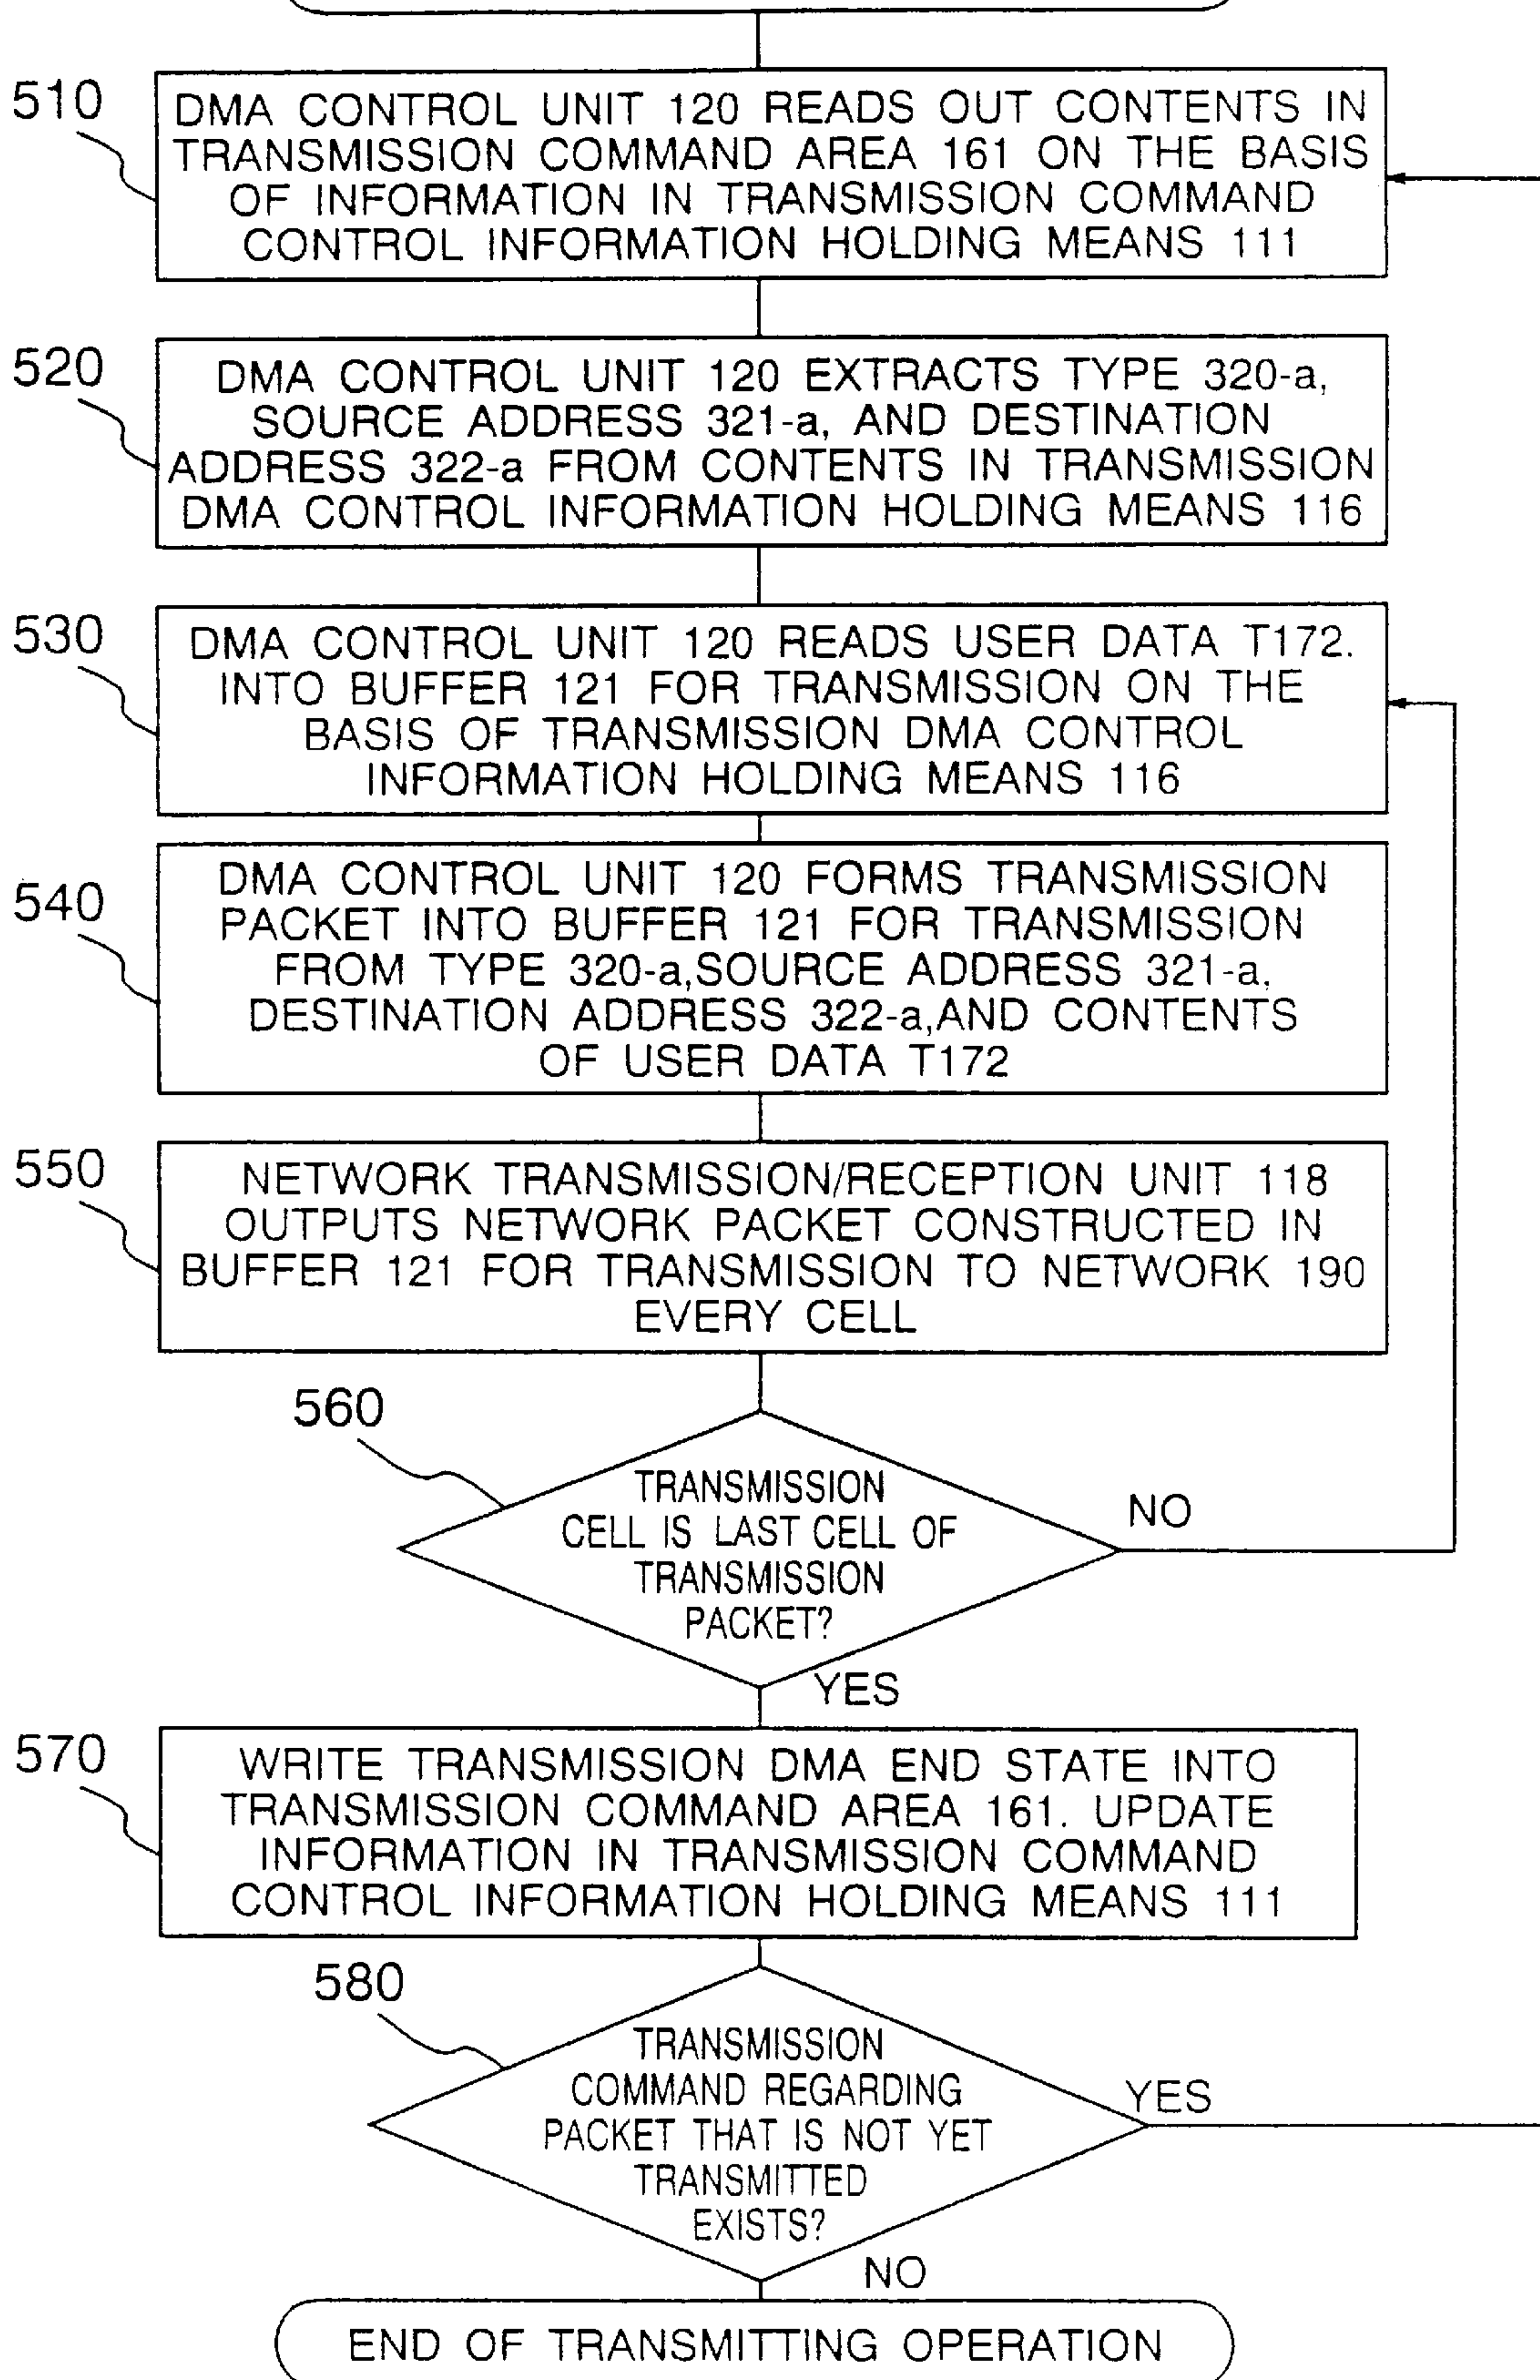 510
DMA CONTROL UNIT 120 READS OUT CONTENTS IN
TRANSMISSION COMMAND AREA 161 ON THE BASIS
OF INFORMATION IN TRANSMISSION COMMAND
CONTROL INFORMATION HOLDING MEANS 111
520
DMA CONTROL UNIT 120 EXTRACTS TYPE 320-a,
SOURCE ADDRESS 321-a, AND DESTINATION
ADDRESS 322-a FROM CONTENTS IN TRANSMISSION
DMA CONTROL INFORMATION HOLDING MEANS 116
530
DMA CONTROL UNIT 120 READS USER DATA T172.
INTO BUFFER 121 FOR TRANSMISSION ON THE
BASIS OF TRANSMISSION DMA CONTROL
INFORMATION HOLDING MEANS 116
540
DMA CONTROL UNIT 120 FORMS TRANSMISSION
PACKET INTO BUFFER 121 FOR TRANSMISSION
FROM TYPE 320-a,SOURCE ADDRESS 321-a,
DESTINATION ADDRESS 322-a,AND CONTENTS
OF USER DATA T172
550
NETWORK TRANSMISSION/RECEPTION UNIT 118
OUTPUTS NETWORK PACKET CONSTRUCTED IN
BUFFER 121 FOR TRANSMISSION TO NETWORK 190
EVERY CELL
560
TRANSMISSION
CELL IS LAST CELL OF
TRANSMISSION
PACKET?
NO
YES
570
WRITE TRANSMISSION DMA END STATE INTO
TRANSMISSION COMMAND AREA 161. UPDATE
INFORMATION IN TRANSMISSION COMMAND
CONTROL INFORMATION HOLDING MEANS 111
580
TRANSMISSION
COMMAND REGARDING
PACKET THAT IS NOT YET
TRANSMITTED
EXISTS?
YES
NO
END OF TRANSMITTING OPERATION